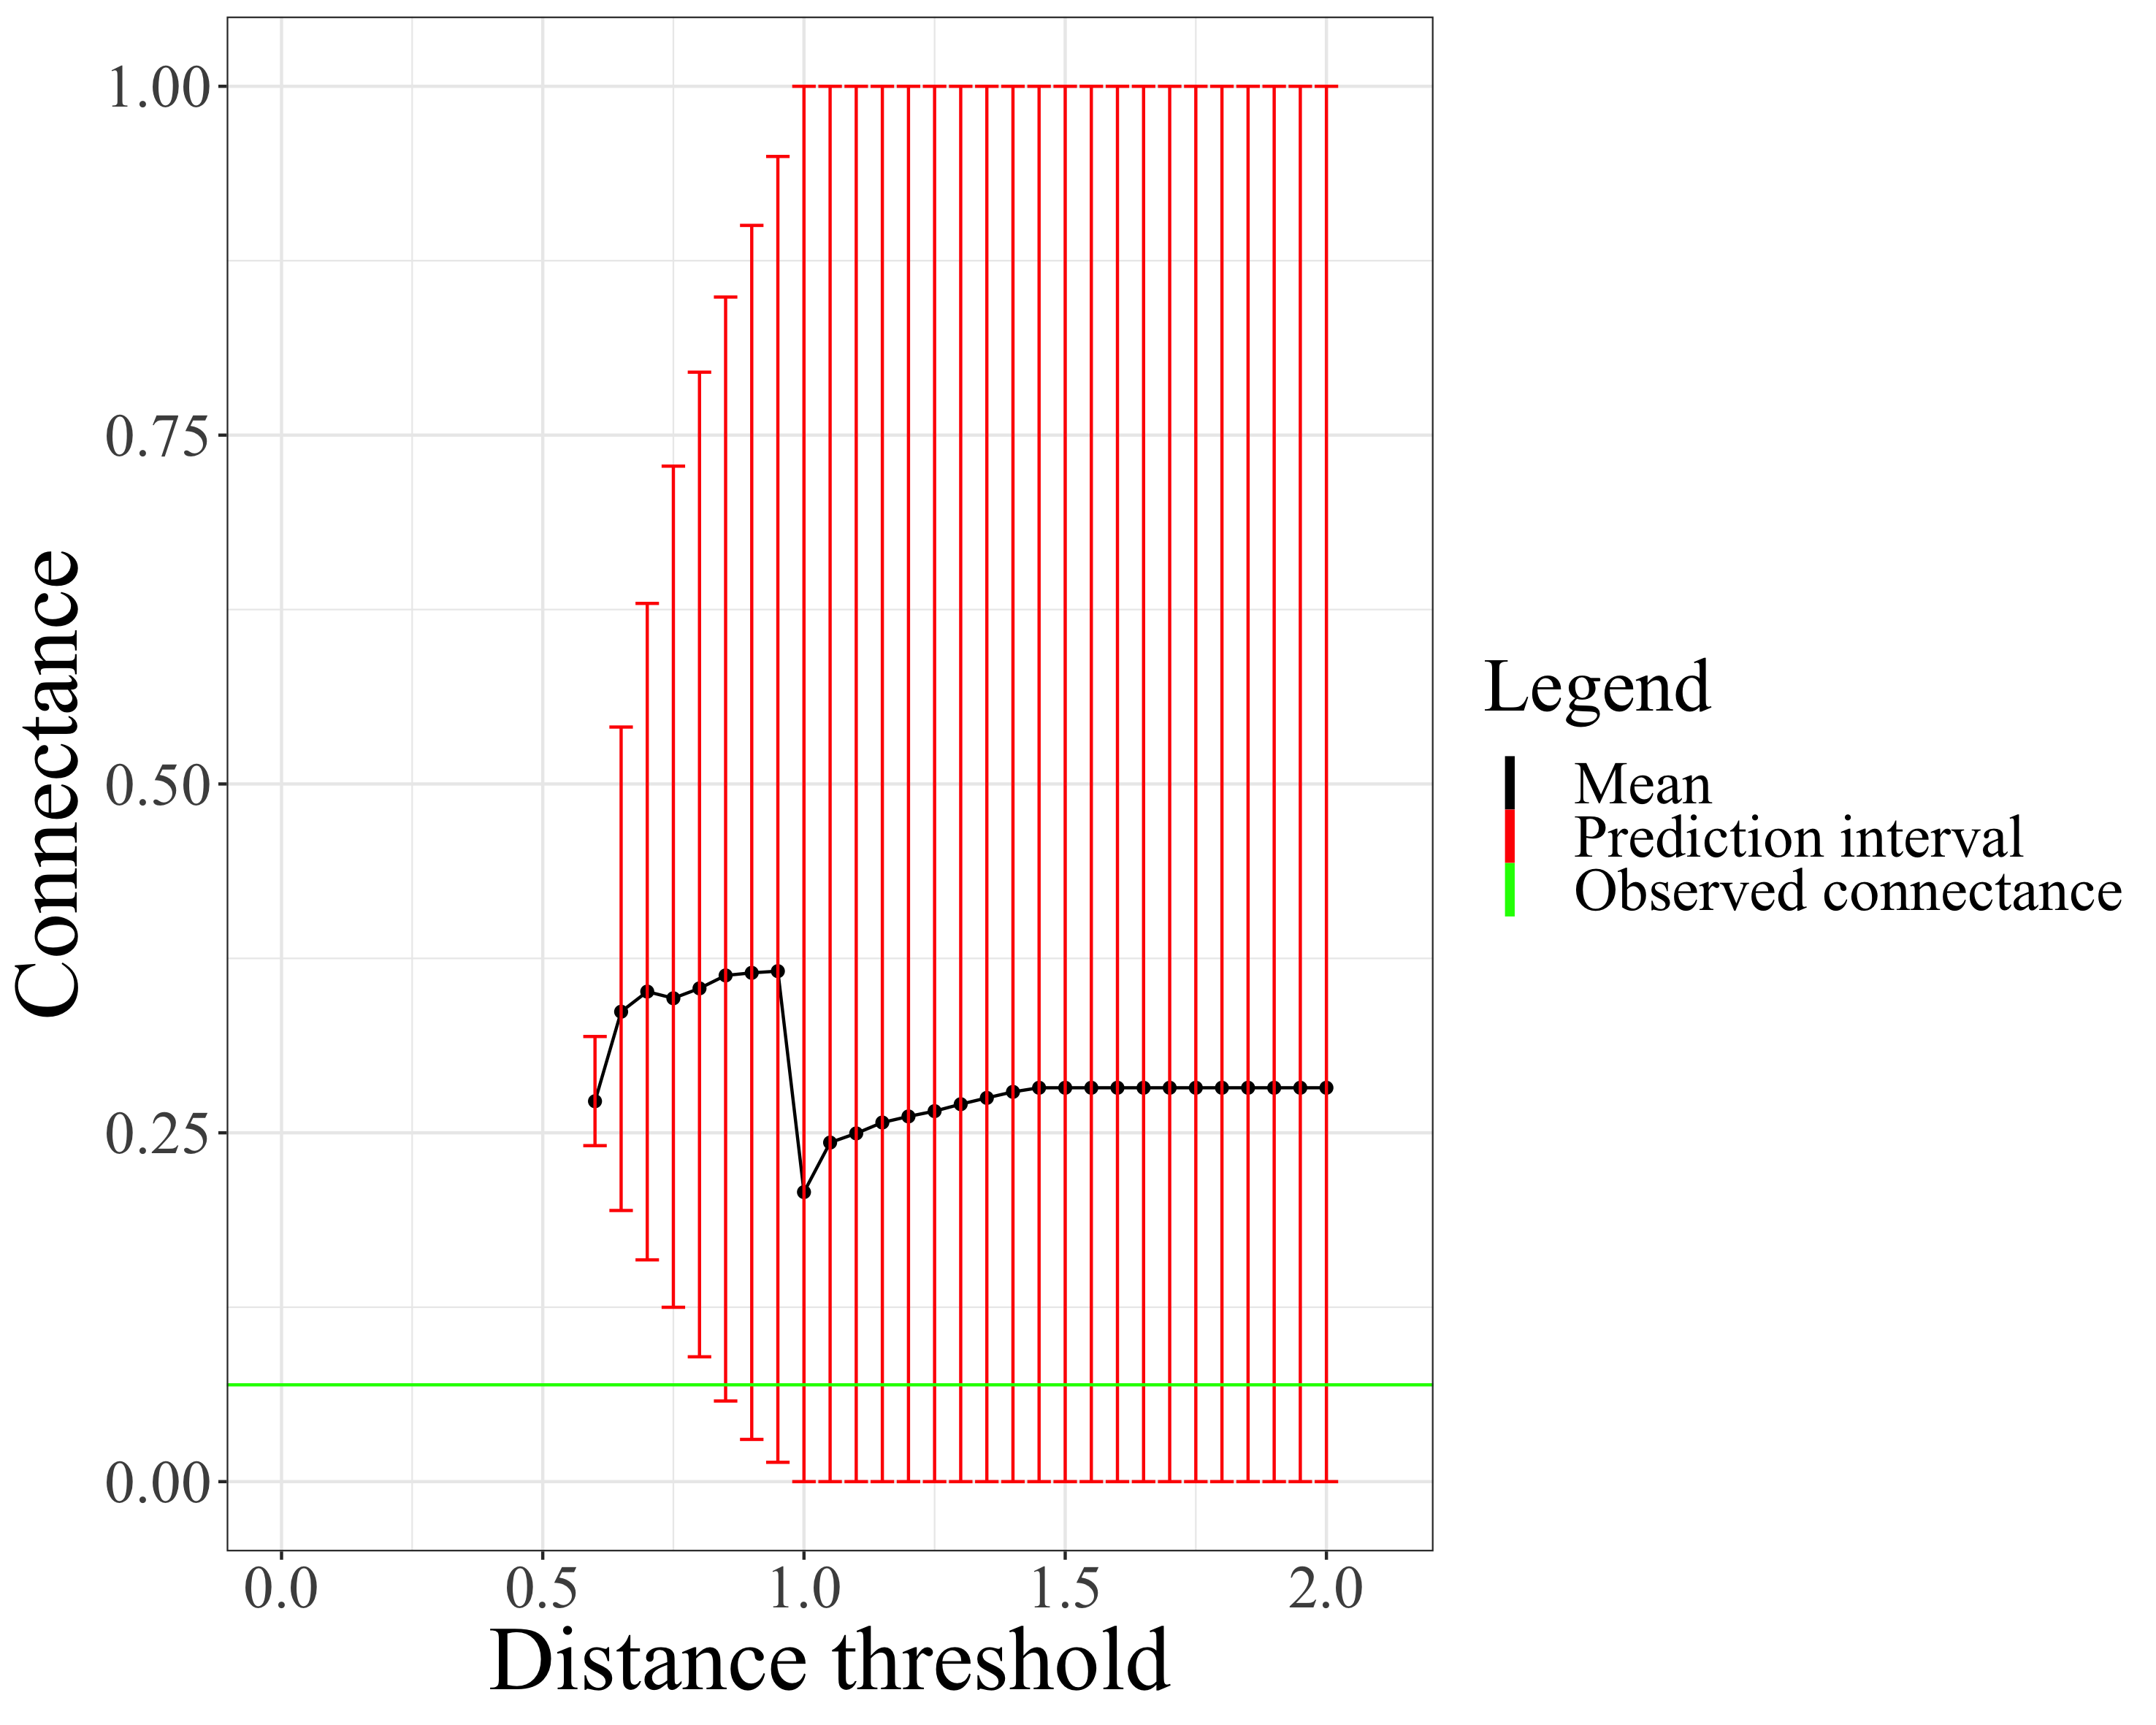 1.00
0.75
0.50
0.25
0.00
Connectance
0.0 0.5 1.0 1.5 2.0
Distance threshold
Legend
Mean
Prediction interval
Observed connectance